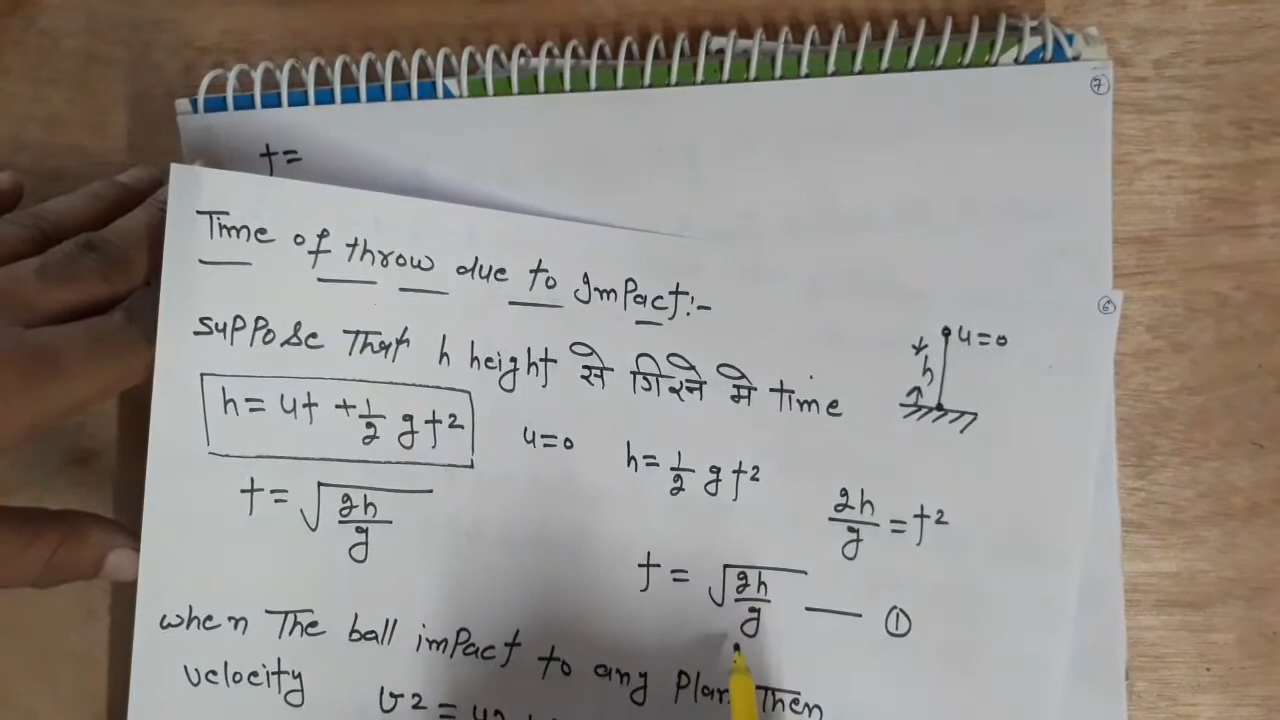 7
t =
Time of throw due to Impact:-
6
u=0
h
suppose That h height से गिरने मे time
h = ut + 1/2 gt²
u=0 h = 1/2 gt²
t = √(2h/g)
2h/g = t²
t = √(2h/g) — ①
when The ball impact to any Then
velocity v² =